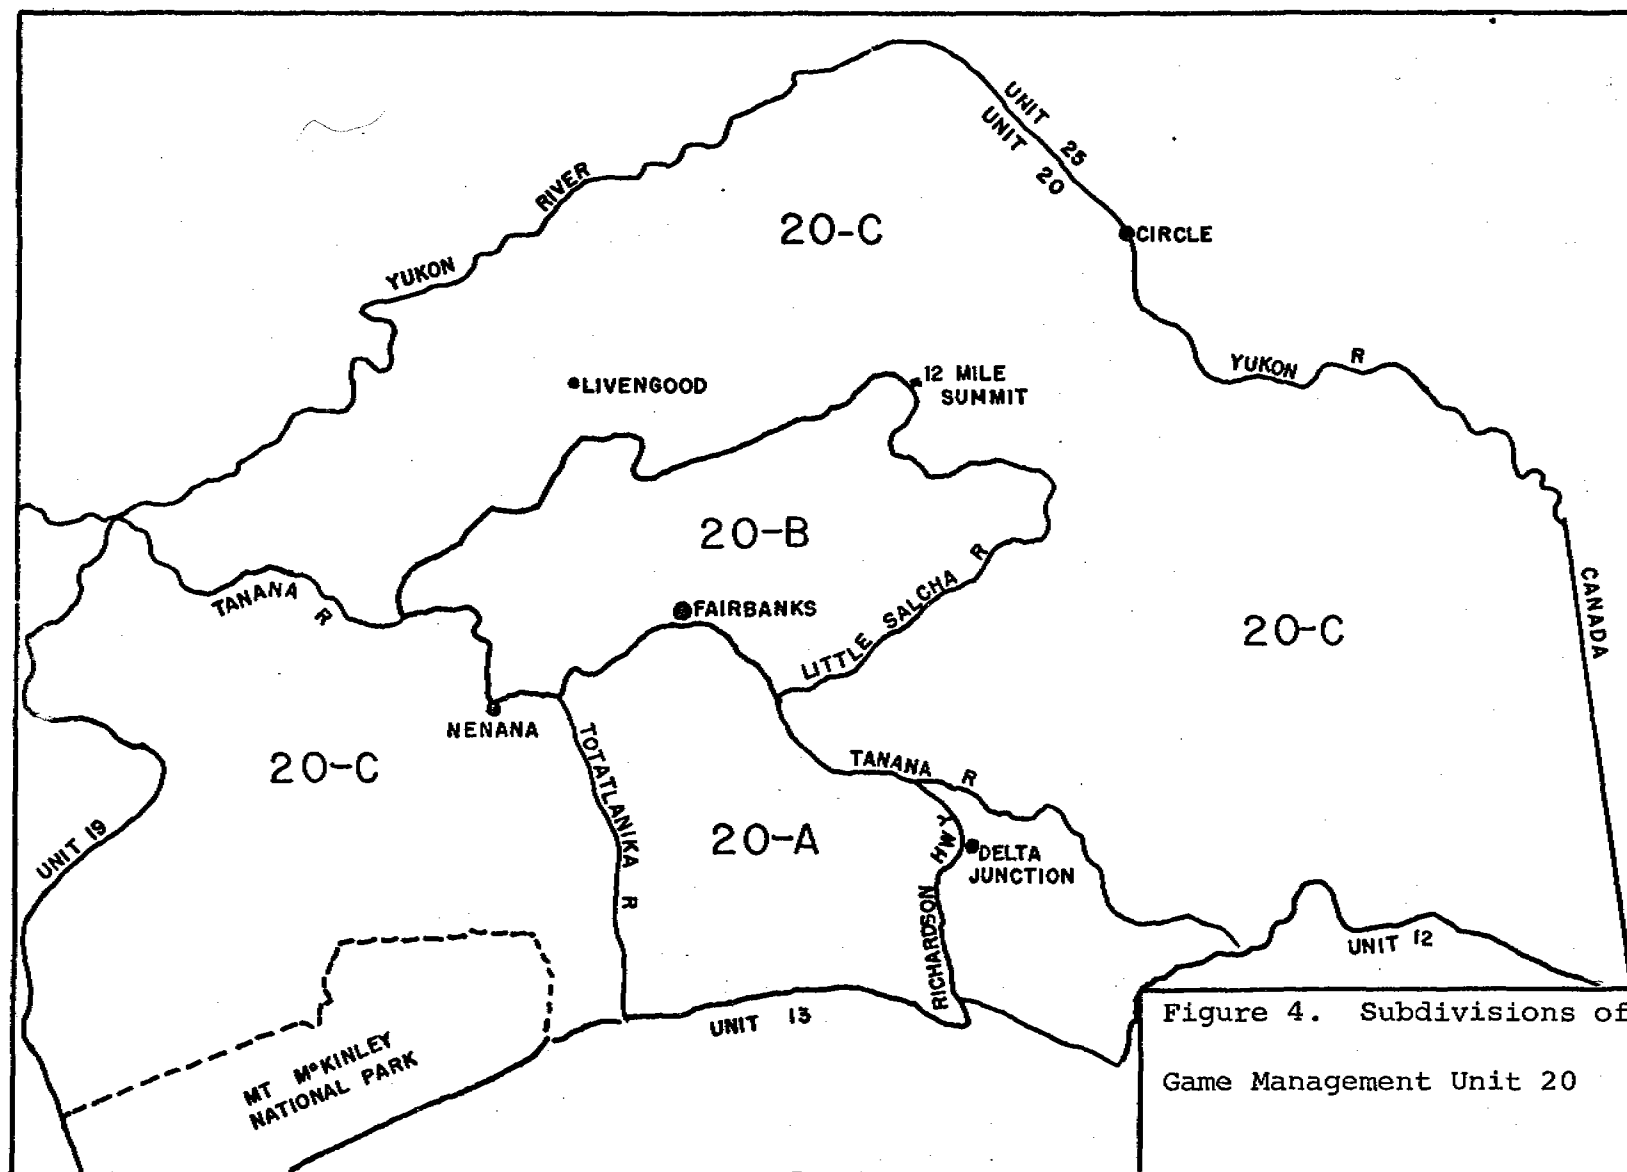 UNIT 25
UNIT 20
YUKON RIVER
20-C
CIRCLE
YUKON R
LIVENGOOD
12 MILE
SUMMIT
20-B
TANANA R
FAIRBANKS
LITTLE SALCHA R
20-C
CANADA
NENANA
TOTATLANIKA R
20-C
TANANA R
20-A
UNIT 19
RICHARDSON HWY
DELTA
JUNCTION
UNIT 12
UNIT 13
MT McKINLEY
NATIONAL PARK
Figure 4. Subdivisions of
Game Management Unit 20